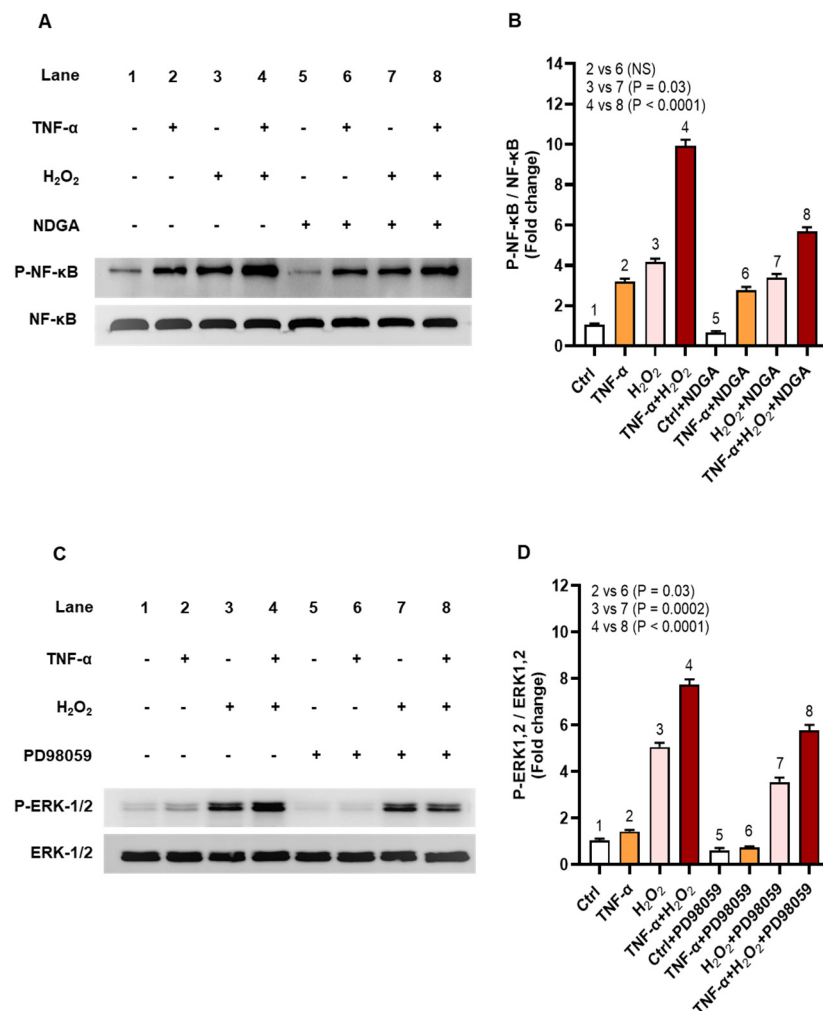 A
Lane 1 2 3 4 5 6 7 8
TNF-α - + - + - + - +
H₂O₂ - - + + - - + +
NDGA - - - - + + + +
P-NF-κB
NF-κB
B
P-NF-κB / NF-κB
(Fold change)
14
12
10
8
6
4
2
0
2 vs 6 (NS)
3 vs 7 (P = 0.03)
4 vs 8 (P < 0.0001)
1
2
3
4
5
6
7
8
Ctrl
TNF-α
H₂O₂
TNF-α+H₂O₂
Ctrl+NDGA
TNF-α+NDGA
H₂O₂+NDGA
TNF-α+H₂O₂+NDGA
C
Lane 1 2 3 4 5 6 7 8
TNF-α - + - + - + - +
H₂O₂ - - + + - - + +
PD98059 - - - - + + + +
P-ERK-1/2
ERK-1/2
D
P-ERK1,2 / ERK1,2
(Fold change)
12
10
8
6
4
2
0
2 vs 6 (P = 0.03)
3 vs 7 (P = 0.0002)
4 vs 8 (P < 0.0001)
1
2
3
4
5
6
7
8
Ctrl
TNF-α
H₂O₂
TNF-α+H₂O₂
Ctrl+PD98059
TNF-α+PD98059
H₂O₂+PD98059
TNF-α+H₂O₂+PD98059